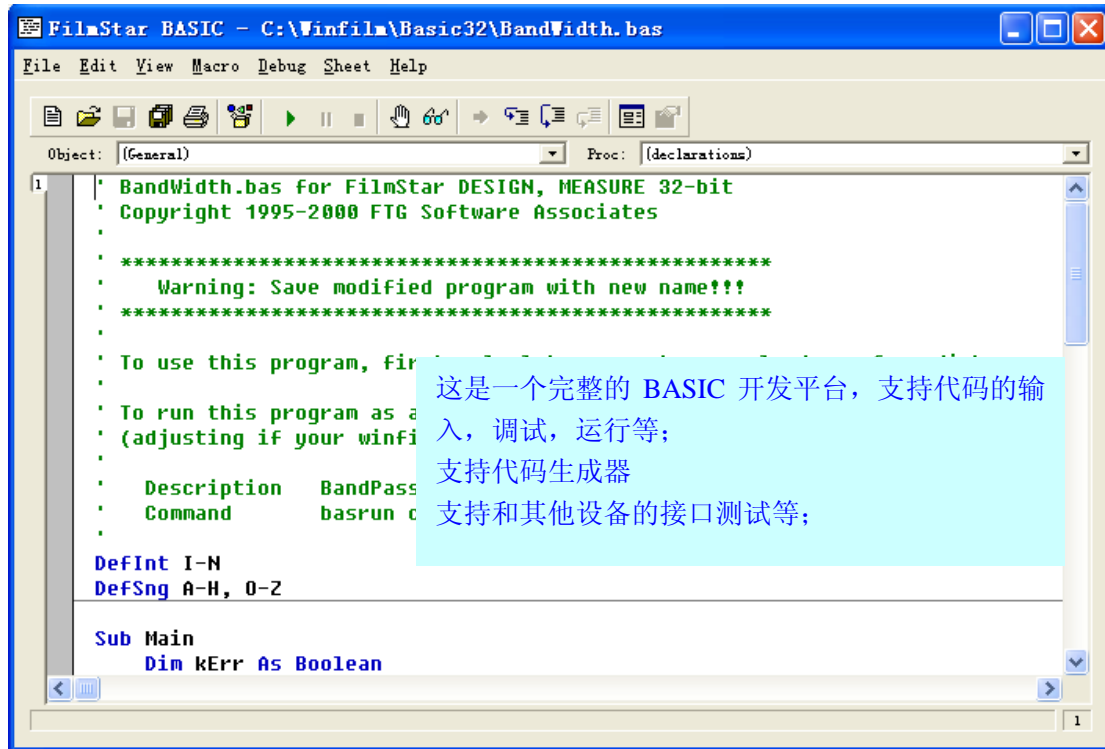 FilmStar BASIC - C:\Winfilm\Basic32\BandWidth.bas
File Edit View Macro Debug Sheet Help
Object: (General) Proc: (declarations)
1
' BandWidth.bas for FilmStar DESIGN, MEASURE 32-bit
' Copyright 1995-2000 FTG Software Associates
'
' ****************************************************
' Warning: Save modified program with new name!!!
' ****************************************************
'
' To use this program,
'
' To run this program as a
' (adjusting if your
'
' Description BandPass
' Command basrun
'
DefInt I-N
DefSng A-H, O-Z
Sub Main
Dim kErr As Boolean
这是一个完整的 BASIC 开发平台，支持代码的输
入，调试，运行等；
支持代码生成器
支持和其他设备的接口测试等；
1